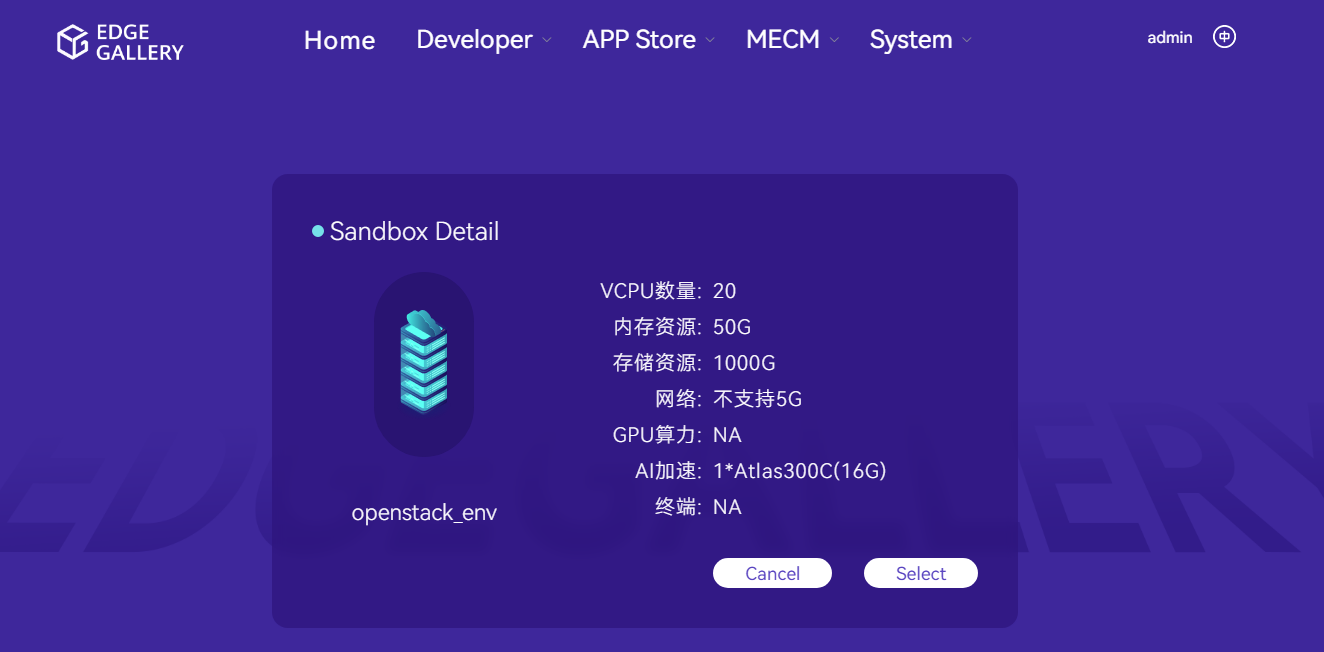 EDGE
GALLERY
Home Developer APP Store MECM System admin 中
Sandbox Detail
VCPU数量: 20
内存资源: 50G
存储资源: 1000G
网络: 不支持5G
GPU算力: NA
AI加速: 1*Atlas300C(16G)
终端: NA
openstack_env
Cancel Select
EDGEGALLERY